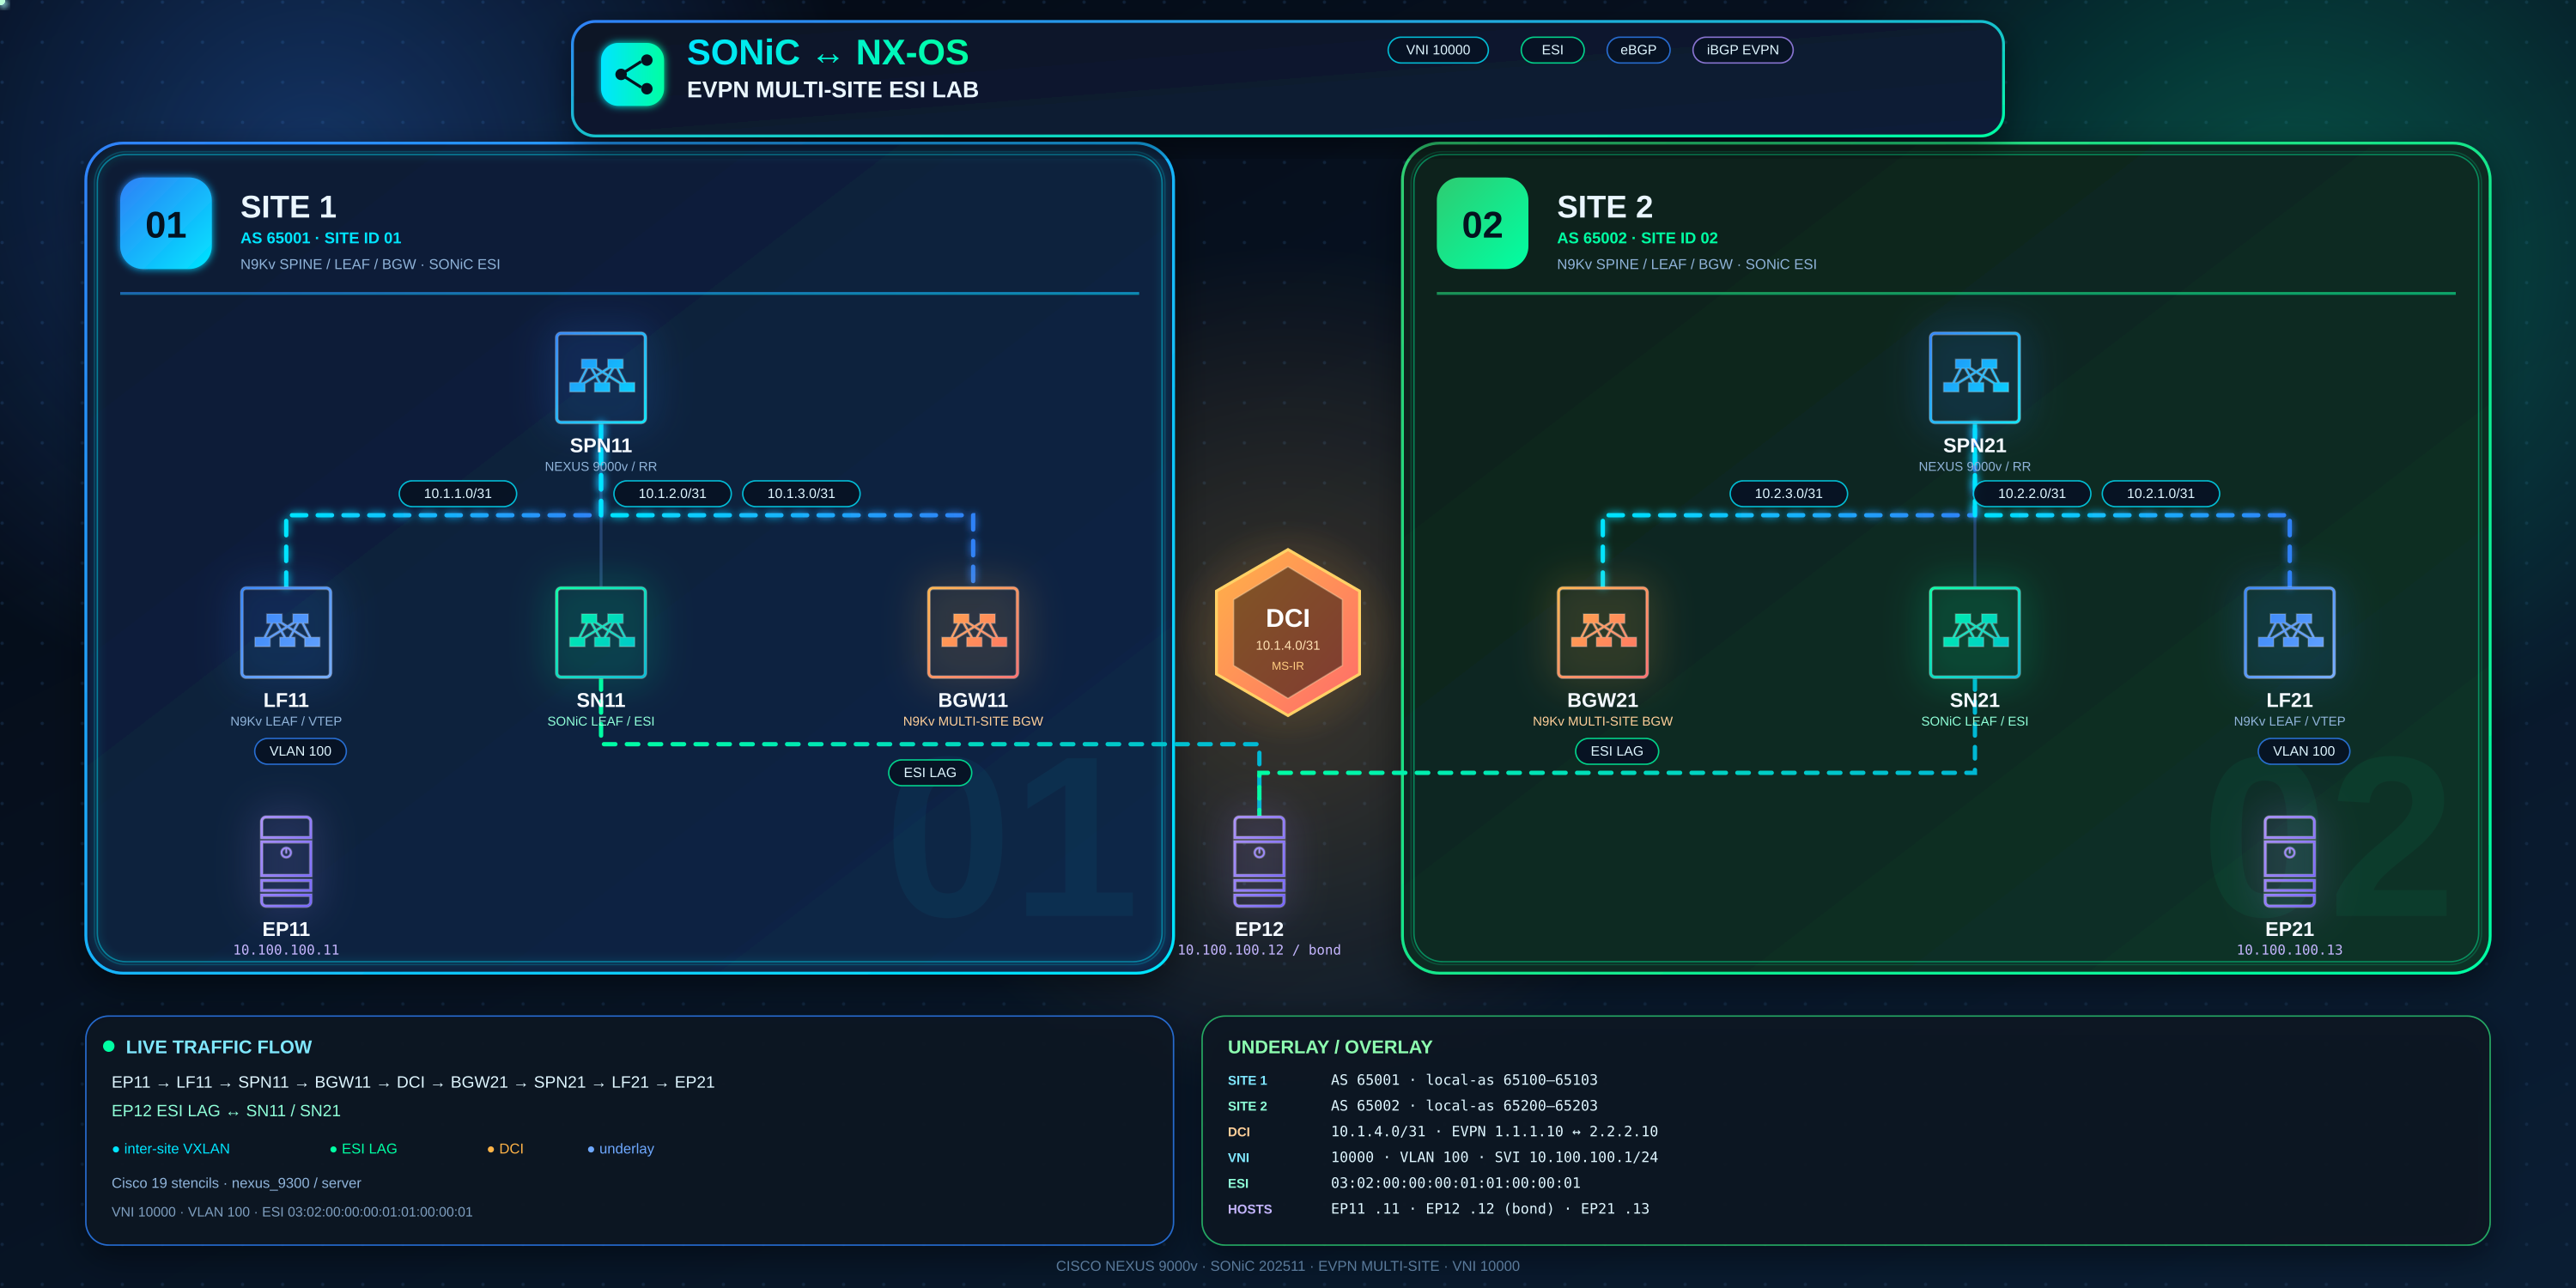 SONiC ↔ NX-OS
EVPN MULTI-SITE ESI LAB
VNI 10000
ESI
eBGP
iBGP EVPN
01
SITE 1
AS 65001 · SITE ID 01
N9Kv SPINE / LEAF / BGW · SONiC ESI
SPN11
NEXUS 9000v / RR
10.1.1.0/31
10.1.2.0/31
10.1.3.0/31
LF11
N9Kv LEAF / VTEP
VLAN 100
SN11
SONiC LEAF / ESI
BGW11
N9Kv MULTI-SITE BGW
ESI LAG
01
EP11
10.100.100.11
DCI
10.1.4.0/31
MS-IR
EP12
10.100.100.12 / bond
02
SITE 2
AS 65002 · SITE ID 02
N9Kv SPINE / LEAF / BGW · SONiC ESI
SPN21
NEXUS 9000v / RR
10.2.3.0/31
10.2.2.0/31
10.2.1.0/31
BGW21
N9Kv MULTI-SITE BGW
ESI LAG
SN21
SONiC LEAF / ESI
LF21
N9Kv LEAF / VTEP
VLAN 100
02
EP21
10.100.100.13
LIVE TRAFFIC FLOW
EP11 → LF11 → SPN11 → BGW11 → DCI → BGW21 → SPN21 → LF21 → EP21
EP12 ESI LAG ↔ SN11 / SN21
● inter-site VXLAN
● ESI LAG
● DCI
● underlay
Cisco 19 stencils · nexus_9300 / server
VNI 10000 · VLAN 100 · ESI 03:02:00:00:00:01:01:00:00:01
UNDERLAY / OVERLAY
SITE 1 AS 65001 · local-as 65100–65103
SITE 2 AS 65002 · local-as 65200–65203
DCI 10.1.4.0/31 · EVPN 1.1.1.10 ↔ 2.2.2.10
VNI 10000 · VLAN 100 · SVI 10.100.100.1/24
ESI 03:02:00:00:00:01:01:00:00:01
HOSTS EP11 .11 · EP12 .12 (bond) · EP21 .13
CISCO NEXUS 9000v · SONiC 202511 · EVPN MULTI-SITE · VNI 10000